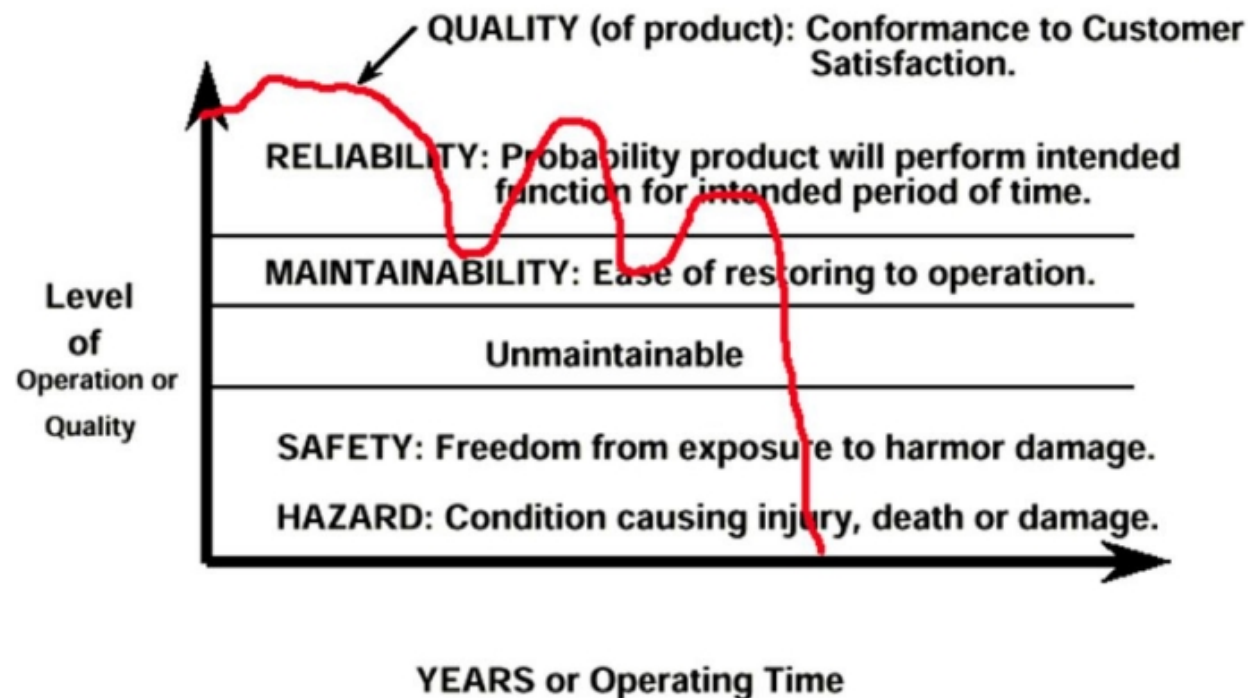 QUALITY (of product): Conformance to Customer
Satisfaction.
RELIABILITY: Probability product will perform intended
function for intended period of time.
MAINTAINABILITY: Ease of restoring to operation.
Level
of
Operation or
Quality
Unmaintainable
SAFETY: Freedom from exposure to harmor damage.
HAZARD: Condition causing injury, death or damage.
YEARS or Operating Time